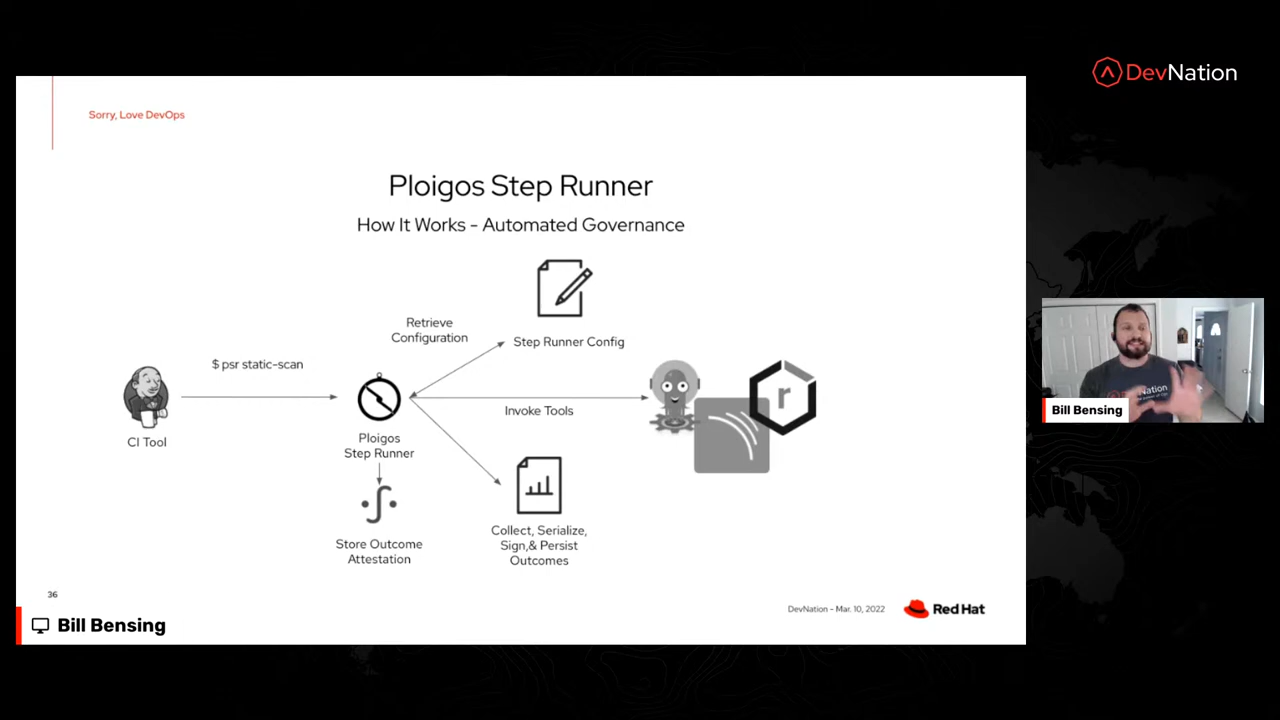 DevNation
Sorry, Love DevOps
Ploigos Step Runner
How It Works - Automated Governance
Retrieve
Configuration
Step Runner Config
$ psr static-scan
Invoke Tools
r
CI Tool
Ploigos
Step Runner
Store Outcome
Attestation
Collect, Serialize,
Sign,& Persist
Outcomes
36
DevNation - Mar. 10, 2022
Red Hat
Bill Bensing
Bill Bensing